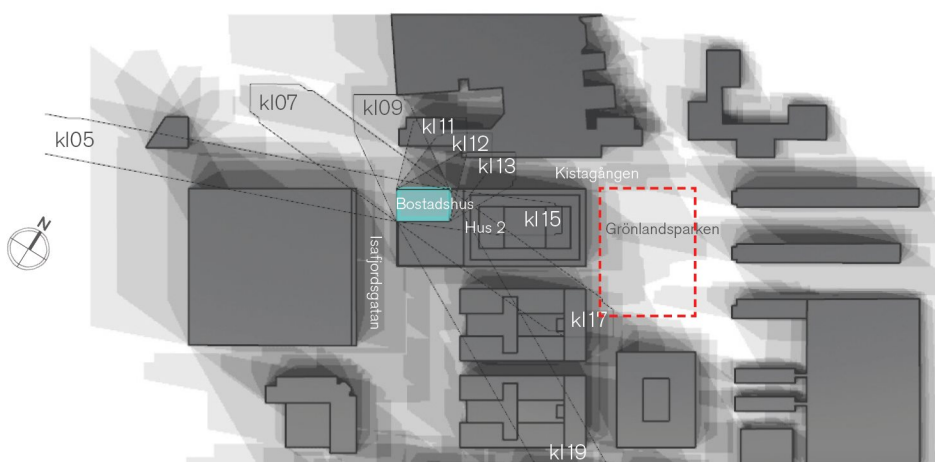 kl07
kl09
kl05
kl11
kl12
kl13
Kistagången
Bostadshus
kl15
Hus 2
Grönlandsparken
N
Isafjordsgatan
kl17
kl19